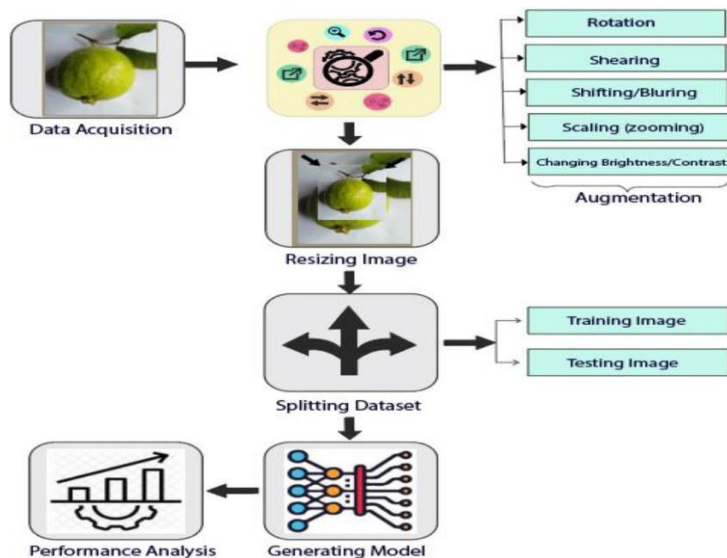 Data Acquisition
Rotation
Shearing
Shifting/Bluring
Scaling (zooming)
Changing Brightness/Contrast
Augmentation
Resizing Image
Splitting Dataset
Training Image
Testing Image
Generating Model
Performance Analysis